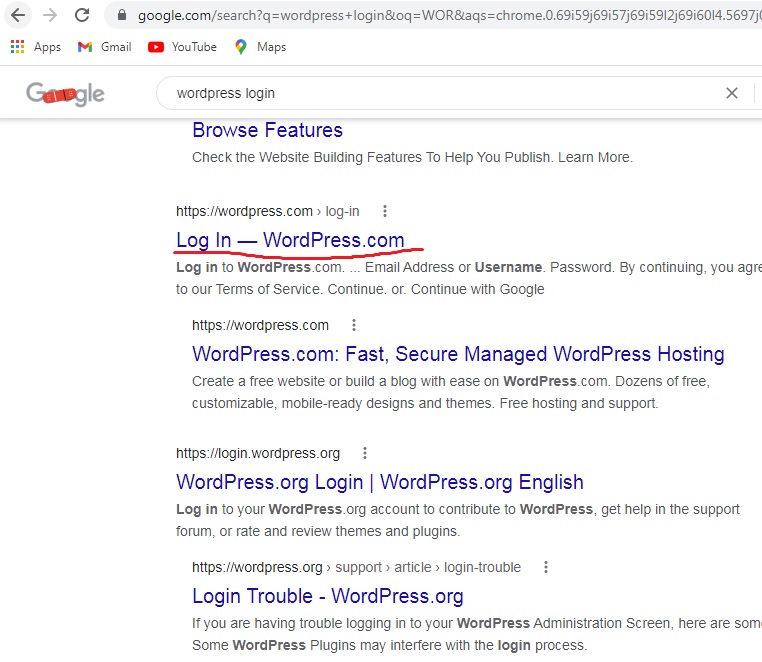 google.com/search?q=wordpress+login&oq=WOR&aqs=chrome.0.69i59j69i57j69i59l2j69i60l4.5697j0
Apps Gmail YouTube Maps
Google wordpress login
Browse Features
Check the Website Building Features To Help You Publish. Learn More.
https://wordpress.com › log-in
Log In — WordPress.com
Log in to WordPress.com. ... Email Address or Username. Password. By continuing, you agre
to our Terms of Service. Continue. or. Continue with Google
https://wordpress.com
WordPress.com: Fast, Secure Managed WordPress Hosting
Create a free website or build a blog with ease on WordPress.com. Dozens of free,
customizable, mobile-ready designs and themes. Free hosting and support.
https://login.wordpress.org
WordPress.org Login | WordPress.org English
Log in to your WordPress.org account to contribute to WordPress, get help in the support
forum, or rate and review themes and plugins.
https://wordpress.org › support › article › login-trouble
Login Trouble - WordPress.org
If you are having trouble logging in to your WordPress Administration Screen, here are som
Some WordPress Plugins may interfere with the login process.